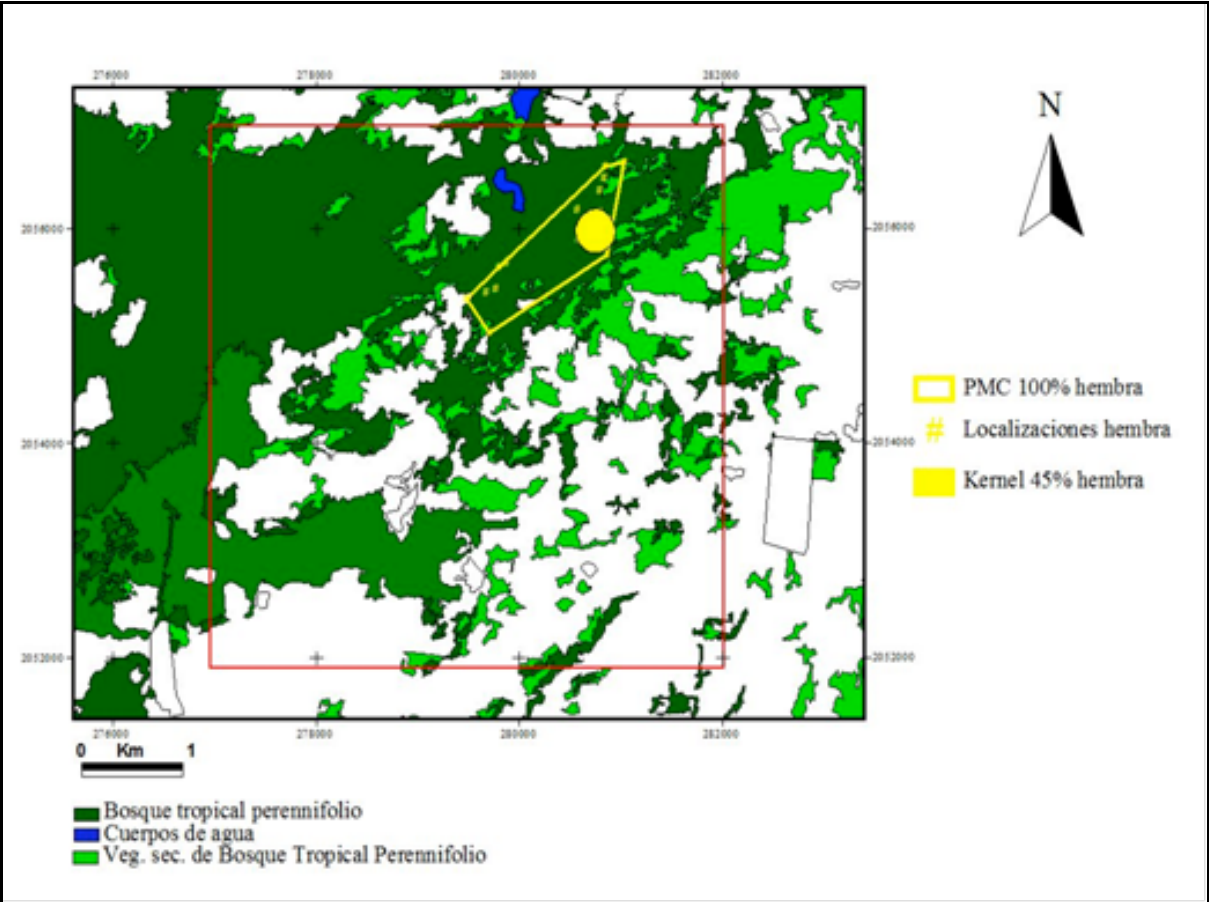 276000 278000 280000 282000
N
2056000 2056000
PMC 100% hembra
# Localizaciones hembra
Kernel 45% hembra
2054000 2054000
2052000 2052000
276000 278000 280000 282000
0 Km 1
Bosque tropical perennifolio
Cuerpos de agua
Veg. sec. de Bosque Tropical Perennifolio